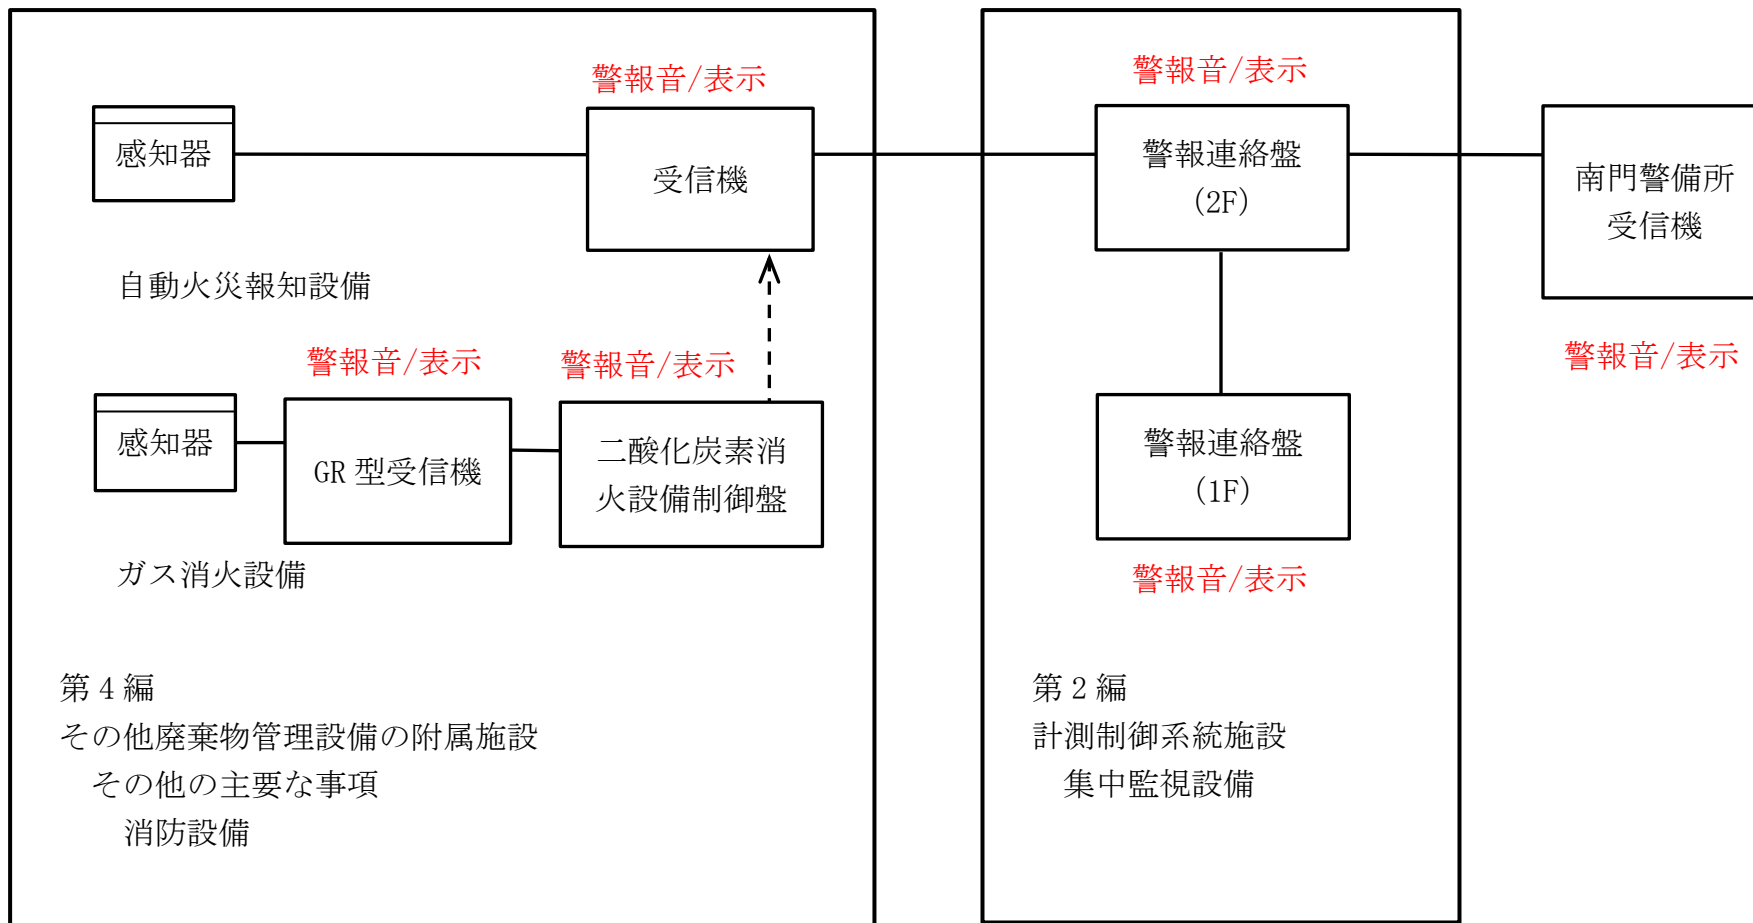 警報音/表示
警報音/表示
感知器
受信機
警報連絡盤
(2F)
南門警備所
受信機
自動火災報知設備
警報音/表示
警報音/表示
警報音/表示
感知器
GR型受信機
二酸化炭素消
火設備制御盤
警報連絡盤
(1F)
ガス消火設備
警報音/表示
第4編
その他廃棄物管理設備の附属施設
その他の主要な事項
消防設備
第2編
計測制御系統施設
集中監視設備